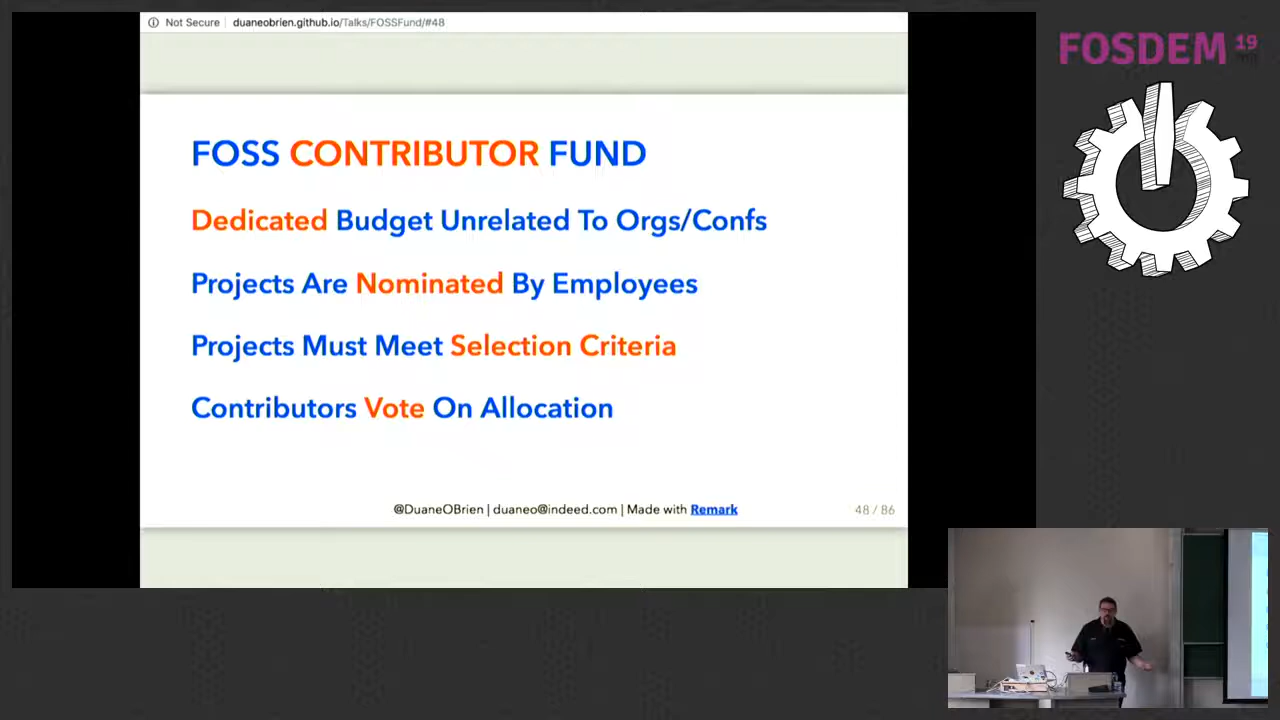 Not Secure | duaneobrien.github.io/Talks/FOSSFund/#48
FOSDEM 19
FOSS CONTRIBUTOR FUND
Dedicated Budget Unrelated To Orgs/Confs
Projects Are Nominated By Employees
Projects Must Meet Selection Criteria
Contributors Vote On Allocation
@DuaneOBrien | duaneo@indeed.com | Made with Remark
48 / 86